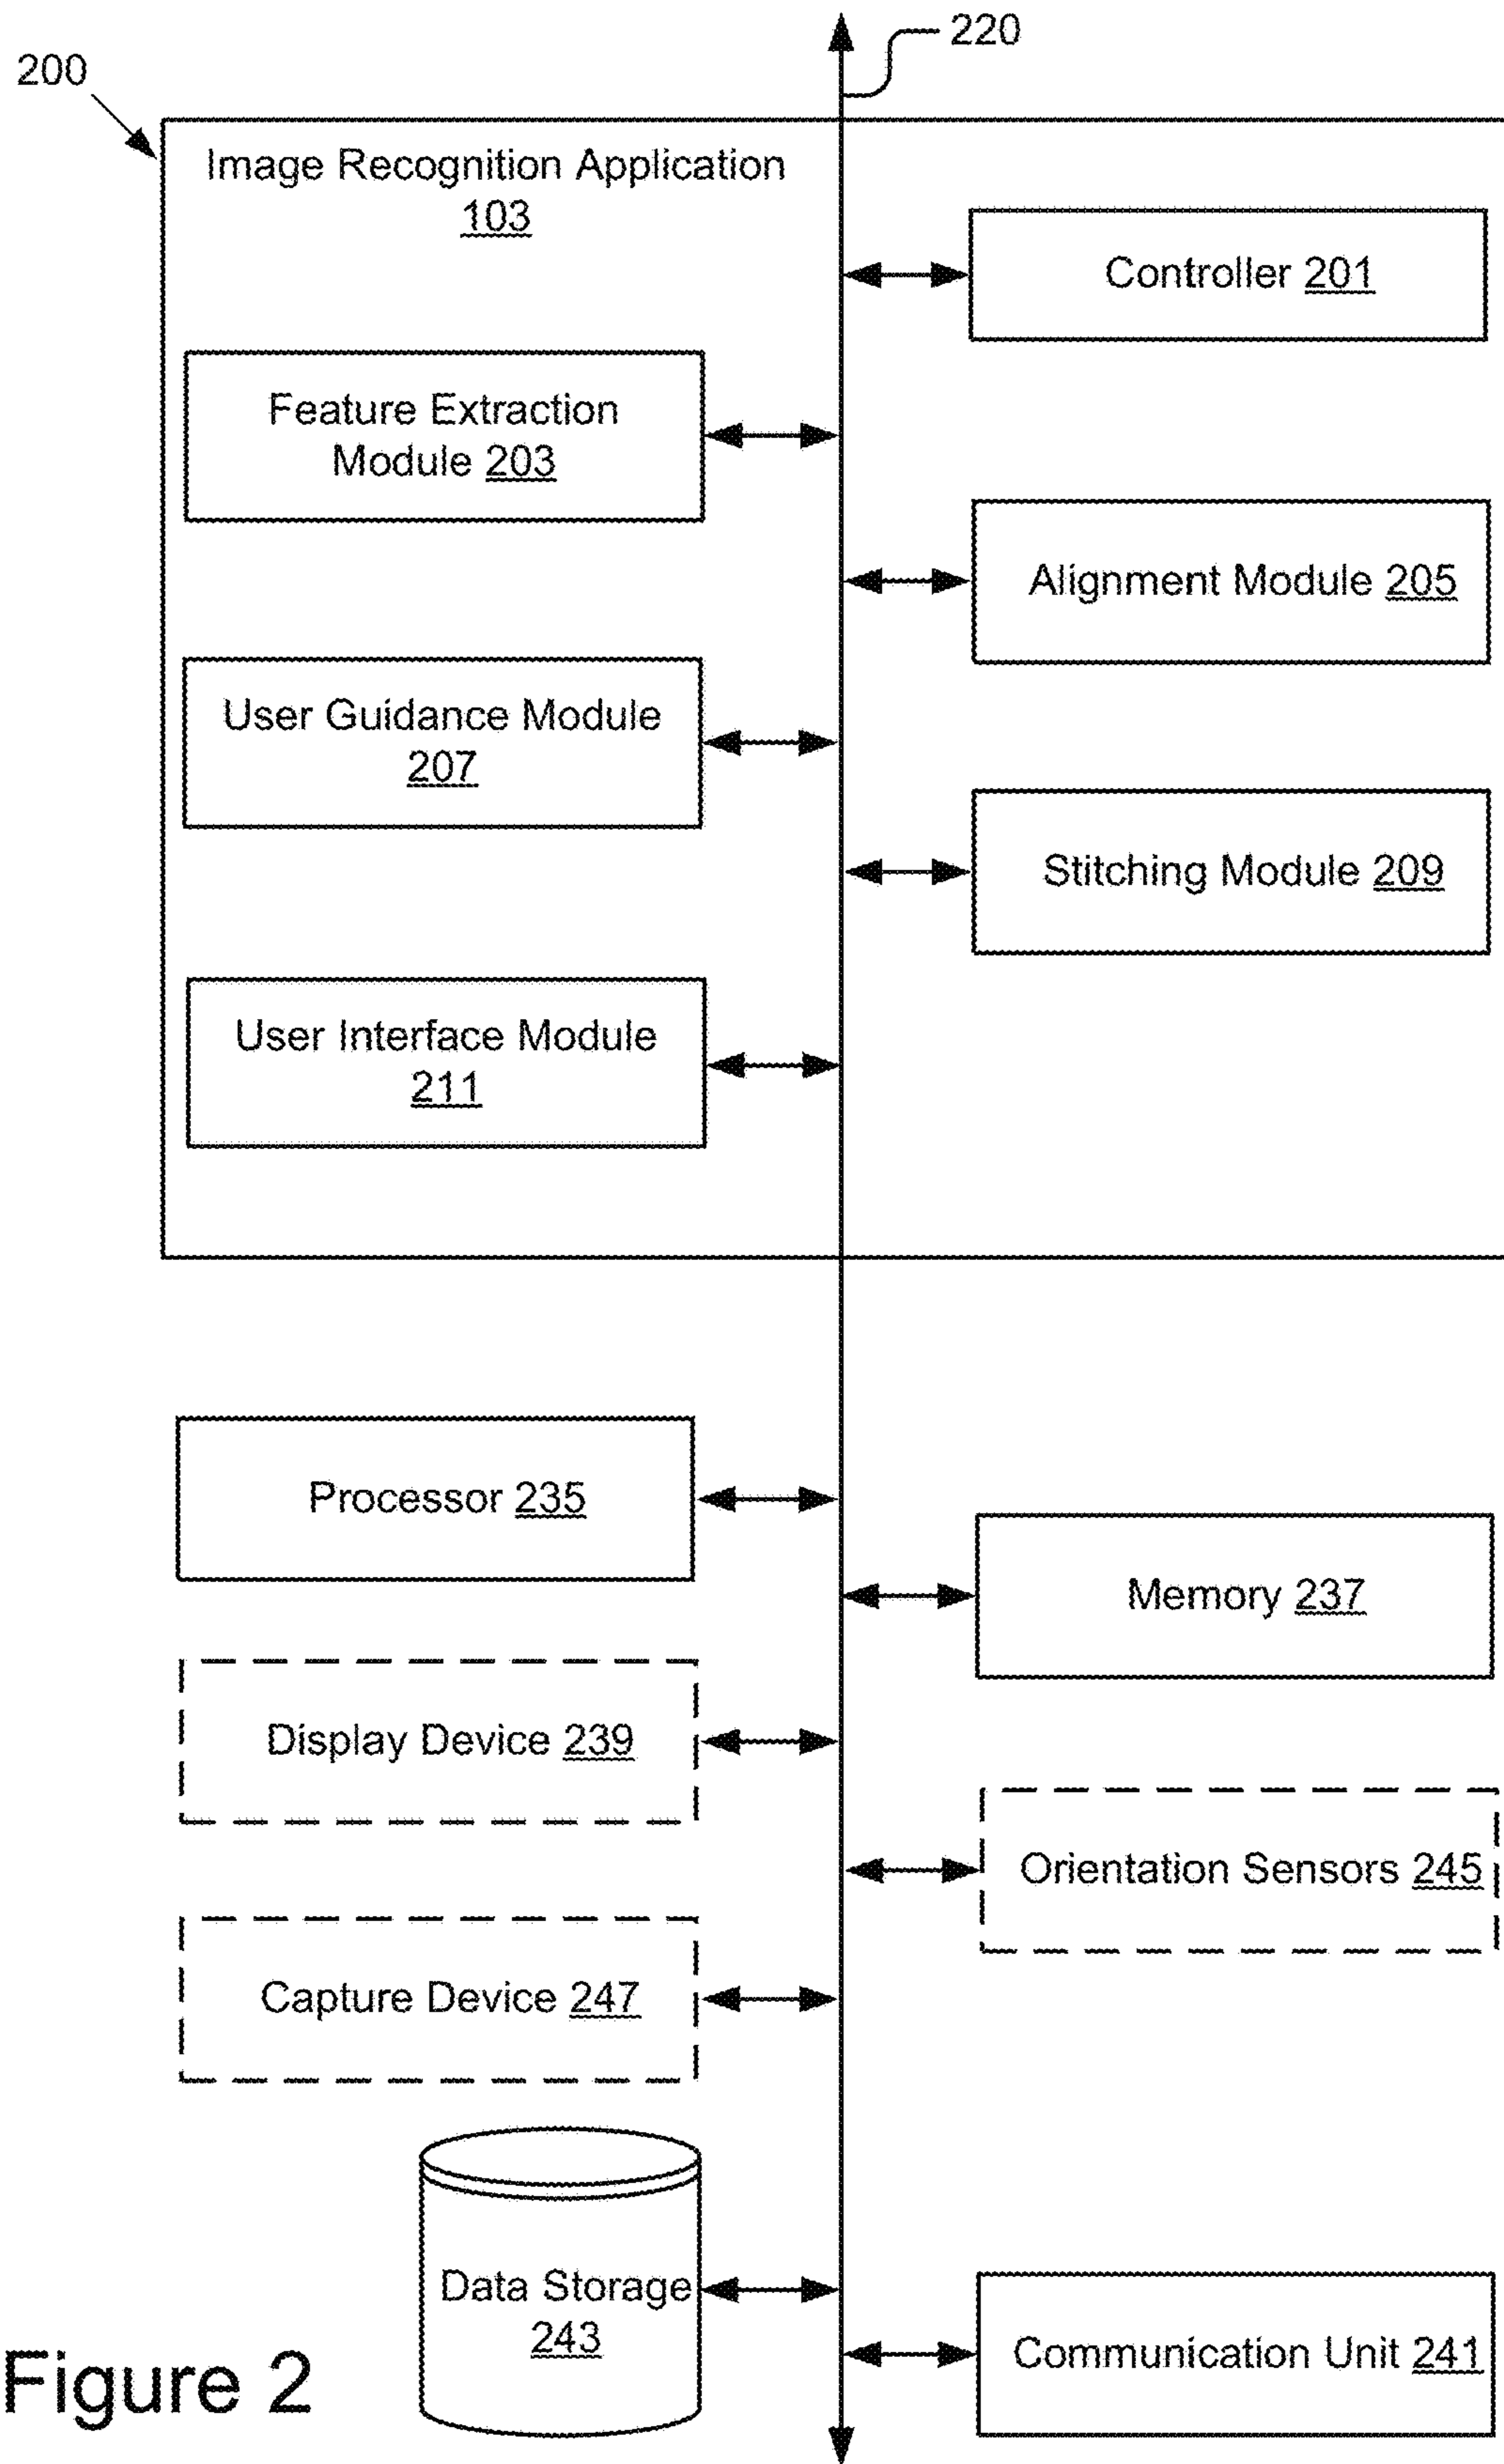 220
200
Image Recognition Application
103
Controller 201
Feature Extraction
Module 203
Alignment Module 205
User Guidance Module
207
Stitching Module 209
User Interface Module
211
Processor 235
Memory 237
Display Device 239
Orientation Sensors 245
Capture Device 247
Data Storage
243
Communication Unit 241
Figure 2